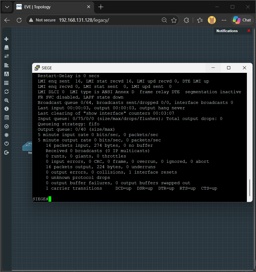 EVE | Topology
Not secure 192.168.131.128/legacy/
Chat
Notifications
SEDE
Restart-Delay is 0 secs
LMI enq sent 16, LMI stat recvd 16, LMI upd recvd 0, DTE LMI up
LMI enq recvd 0, LMI stat sent 0, LMI upd sent 0
LMI DLCI 0 LMI type is ANSI Annex D frame relay DTE segmentation inactive
FR SVC disabled, LAPF state down
Broadcast queue 0/64, broadcasts sent/dropped 0/0, interface broadcasts 0
Last input 00:00:03, output 00:00:03, output hang never
Last clearing of "show interface" counters 00:03:07
Input queue: 0/75/0/0 (size/max/drops/flushes); Total output drops: 0
Queueing strategy: fifo
Output queue: 0/40 (size/max)
5 minute input rate 0 bits/sec, 0 packets/sec
5 minute output rate 0 bits/sec, 0 packets/sec
16 packets input, 274 bytes, 0 no buffer
Received 0 broadcasts (0 IP multicasts)
0 runts, 0 giants, 0 throttles
0 input errors, 0 CRC, 0 frame, 0 overrun, 0 ignored, 0 abort
16 packets output, 224 bytes, 0 underruns
0 output errors, 0 collisions, 1 interface resets
0 unknown protocol drops
0 output buffer failures, 0 output buffers swapped out
1 carrier transitions DCD=up DSR=up DTR=up RTS=up CTS=up